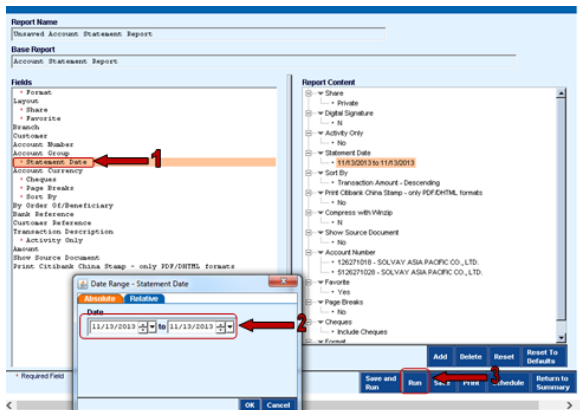 Report Name
Unsaved Account Statement Report
Base Report
Account Statement Report
Fields
* Format
Layout
* Share
* Favorite
Branch
Customer
Account Number
Account Group
* Statement Date
Account Currency
* Cheques
* Page Breaks
* Sort By
By Order Of/Beneficiary
Bank Reference
Customer Reference
Transaction Description
* Activity Only
Amount
Show Source Document
Print Citibank China Stamp - only PDF/DHTML formats
1
Report Content
Share
Private
Digital Signature
N
Activity Only
No
Statement Date
11/13/2013 to 11/13/2013
Sort By
Transaction Amount - Descending
Print Citibank China Stamp - only PDF/DHTML formats
No
Compress with Winzip
N
Show Source Document
No
Account Number
126271018 - SOLVAY ASIA PACIFIC CO., LTD.
5126271028 - SOLVAY ASIA PACIFIC CO., LTD.
Favorite
Yes
Page Breaks
No
Cheques
Include Cheques
Format
Date Range - Statement Date
Absolute Relative
Date
11/13/2013 to 11/13/2013
2
OK Cancel
Add Delete Reset Reset To Defaults
* Required Field
Save and Run Run Save Print Schedule Return to Summary
3